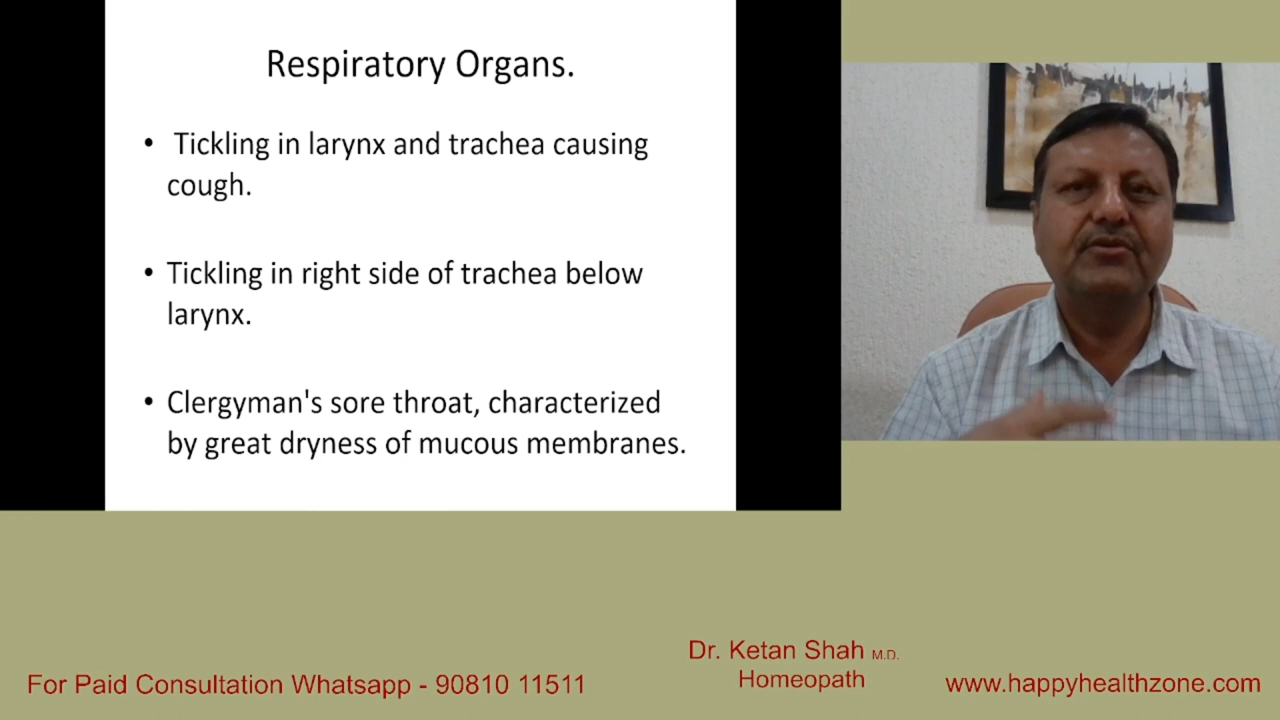 Respiratory Organs.
• Tickling in larynx and trachea causing
cough.
• Tickling in right side of trachea below
larynx.
• Clergyman's sore throat, characterized
by great dryness of mucous membranes.
Dr. Ketan Shah M.D.
Homeopath
For Paid Consultation Whatsapp - 90810 11511
www.happyhealthzone.com